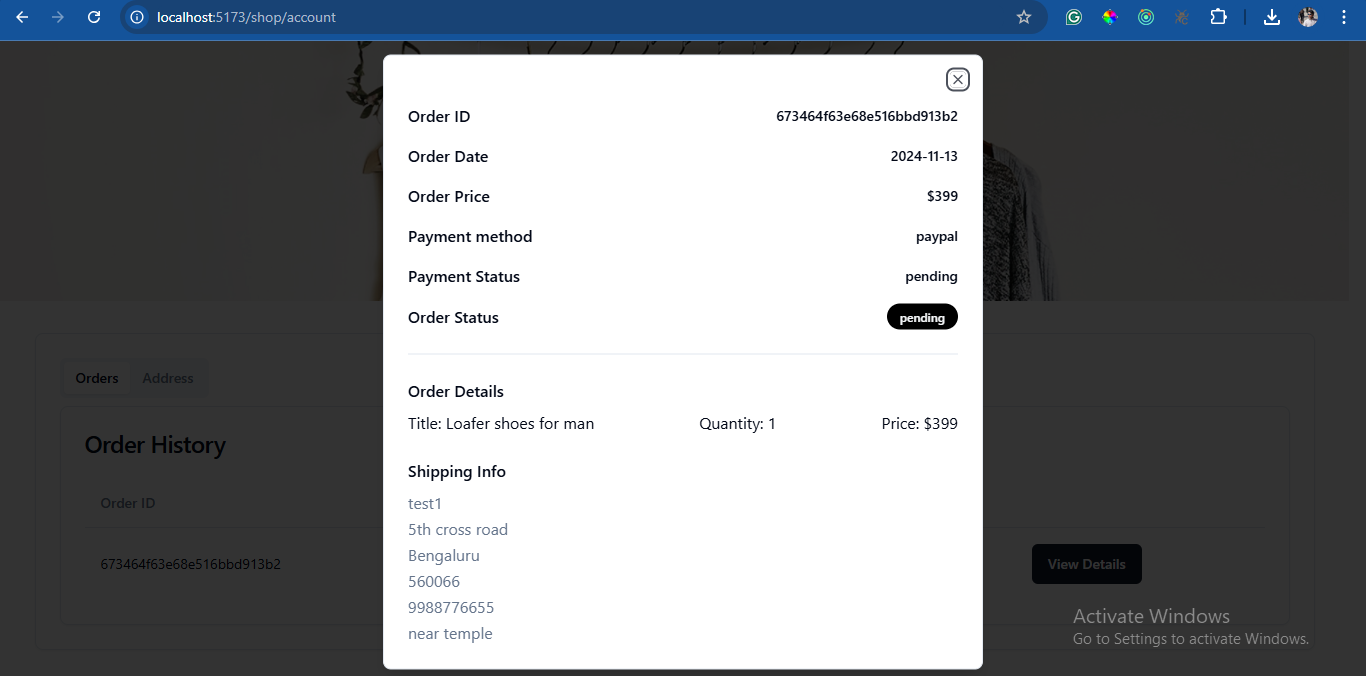 localhost:5173/shop/account
Order ID 673464f63e68e516bbd913b2
Order Date 2024-11-13
Order Price $399
Payment method paypal
Payment Status pending
Order Status pending
Order Details
Title: Loafer shoes for man Quantity: 1 Price: $399
Shipping Info
test1
5th cross road
Bengaluru
560066
9988776655
near temple
Orders Address
Order History
Order ID
673464f63e68e516bbd913b2 View Details
Activate Windows
Go to Settings to activate Windows.